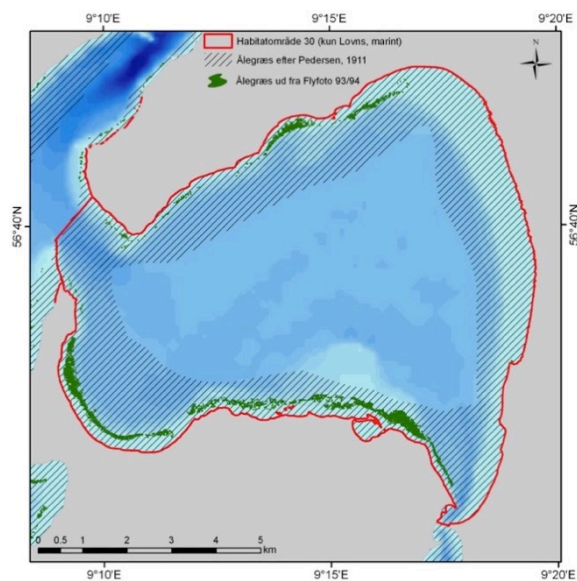 9°10'E 9°15'E 9°20'E
Habitatområde 30 (kun Lovns, marint)
Ålegræs efter Pedersen, 1911
Ålegræs ud fra Flyfoto 93/94
N
56°40'N 56°40'N
0 0.5 1 2 3 4 5
km
9°10'E 9°15'E 9°20'E